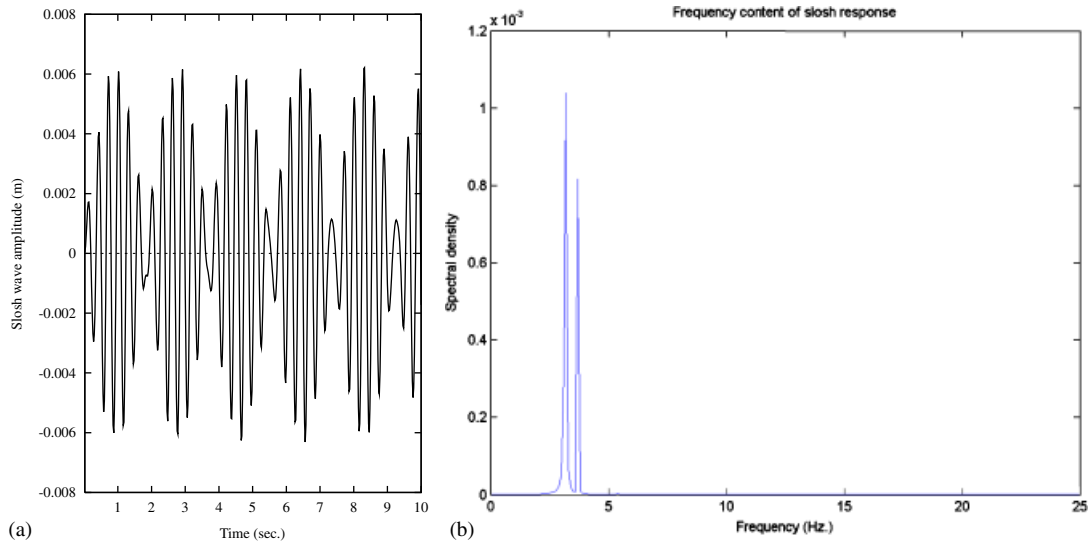 0.008
0.006
0.004
0.002
0
-0.002
-0.004
-0.006
-0.008
Slosh wave amplitude (m)
1 2 3 4 5 6 7 8 9 10
Time (sec.)
(a)
Frequency content of slosh response
x 10⁻³
1.2
1
0.8
0.6
0.4
0.2
0
Spectral density
0 5 10 15 20 25
Frequency (Hz.)
(b)